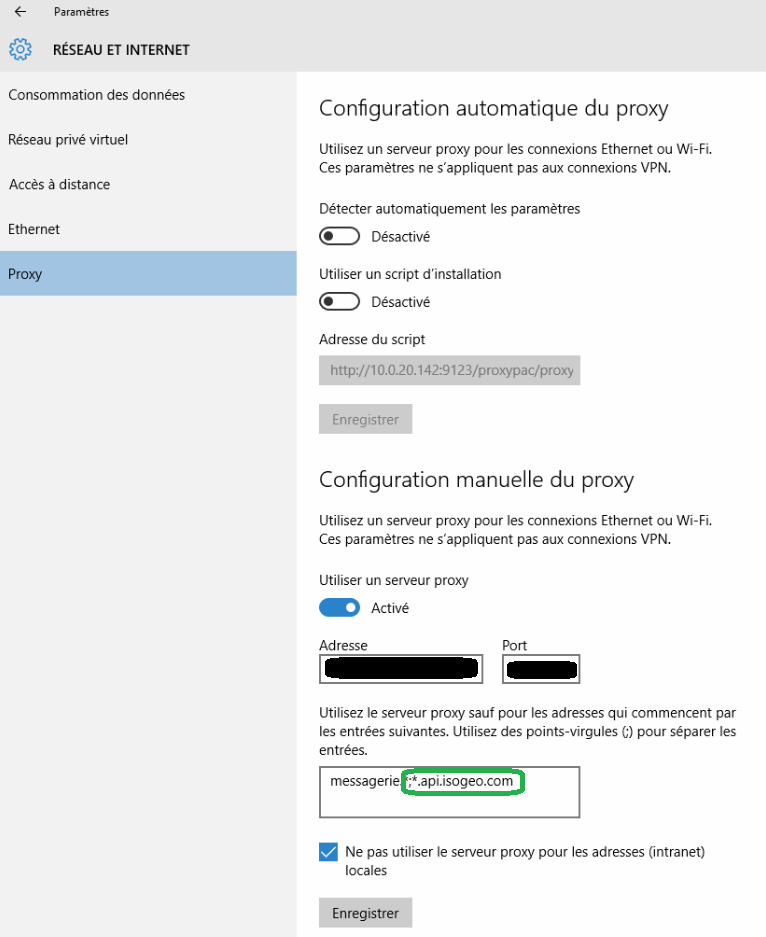 Paramètres
RÉSEAU ET INTERNET
Consommation des données
Réseau privé virtuel
Accès à distance
Ethernet
Proxy
Configuration automatique du proxy
Utilisez un serveur proxy pour les connexions Ethernet ou Wi-Fi.
Ces paramètres ne s’appliquent pas aux connexions VPN.
Détecter automatiquement les paramètres
Désactivé
Utiliser un script d’installation
Désactivé
Adresse du script
http://10.0.20.142:9123/proxypac/proxy
Enregistrer
Configuration manuelle du proxy
Utilisez un serveur proxy pour les connexions Ethernet ou Wi-Fi.
Ces paramètres ne s’appliquent pas aux connexions VPN.
Utiliser un serveur proxy
Activé
Adresse Port
Utilisez le serveur proxy sauf pour les adresses qui commencent par
les entrées suivantes. Utilisez des points-virgules (;) pour séparer les
entrées.
messagerie.*;*.api.isogeo.com
Ne pas utiliser le serveur proxy pour les adresses (intranet)
locales
Enregistrer